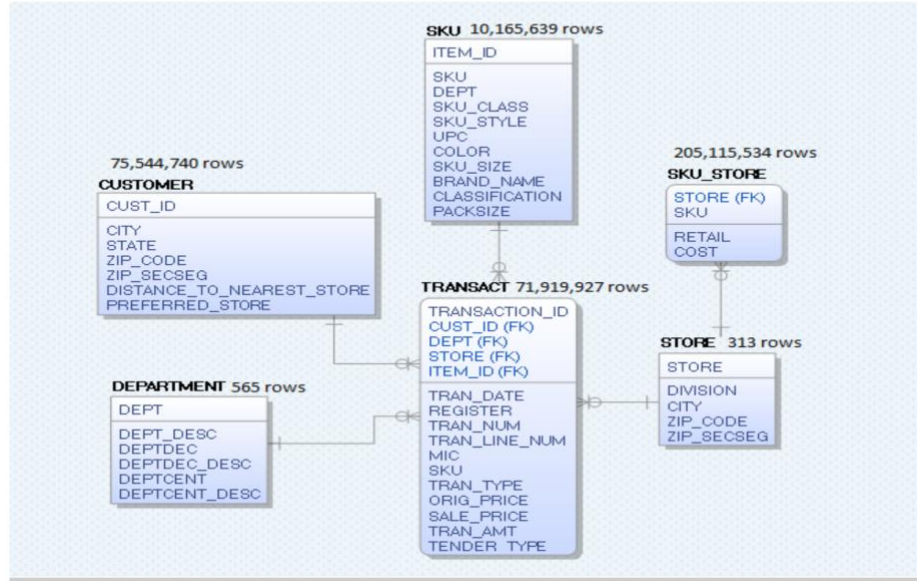 SKU 10,165,639 rows
ITEM_ID
SKU
DEPT
SKU_CLASS
SKU_STYLE
UPC
COLOR
SKU_SIZE
BRAND_NAME
CLASSIFICATION
PACKSIZE
75,544,740 rows
CUSTOMER
CUST_ID
CITY
STATE
ZIP_CODE
ZIP_SECSEG
DISTANCE_TO_NEAREST_STORE
PREFERRED_STORE
205,115,534 rows
SKU_STORE
STORE (FK)
SKU
RETAIL
COST
TRANSACT 71,919,927 rows
TRANSACTION_ID
CUST_ID (FK)
DEPT (FK)
STORE (FK)
ITEM_ID (FK)
TRAN_DATE
REGISTER
TRAN_NUM
TRAN_LINE_NUM
MIC
SKU
TRAN_TYPE
ORIG_PRICE
SALE_PRICE
TRAN_AMT
TENDER_TYPE
STORE 313 rows
STORE
DIVISION
CITY
ZIP_CODE
ZIP_SECSEG
DEPARTMENT 565 rows
DEPT
DEPT_DESC
DEPTDEC
DEPTDEC_DESC
DEPTCENT
DEPTCENT_DESC